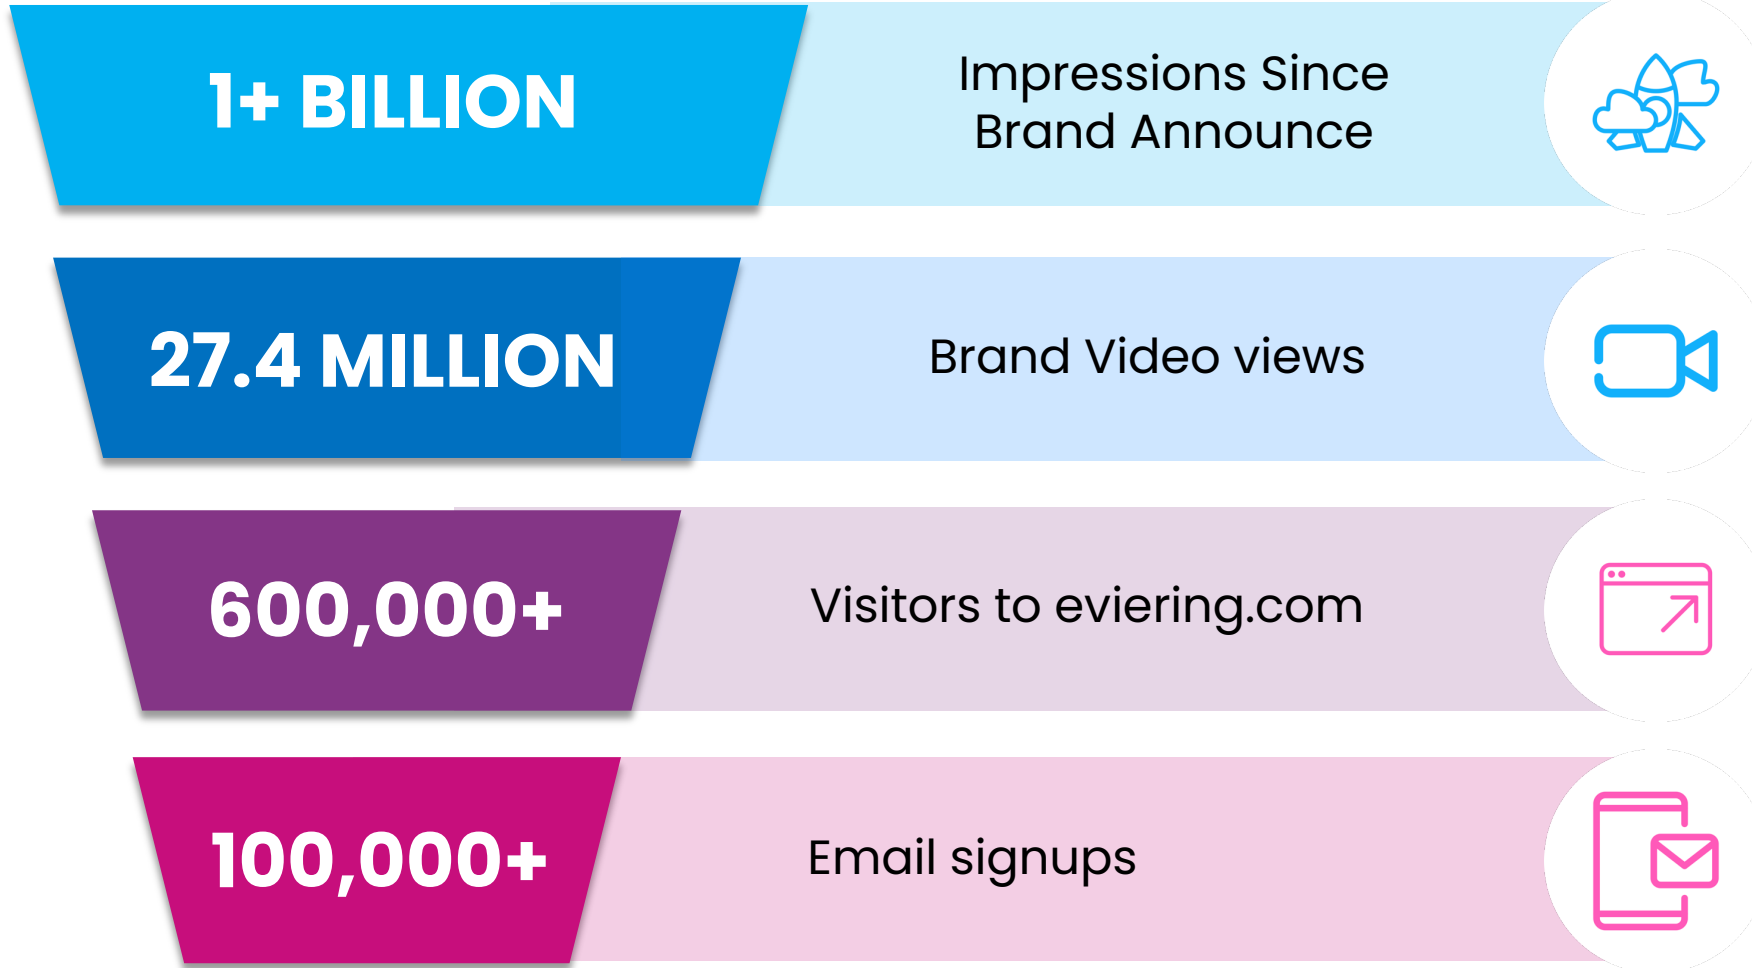 1+ BILLION
Impressions Since
Brand Announce
27.4 MILLION
Brand Video views
600,000+
Visitors to eviering.com
100,000+
Email signups